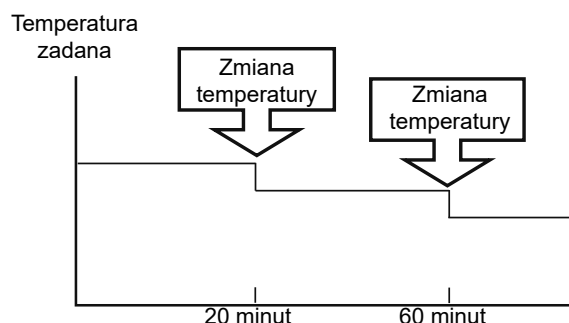 Temperatura
zadana
Zmiana
temperatury
Zmiana
temperatury
20 minut
60 minut